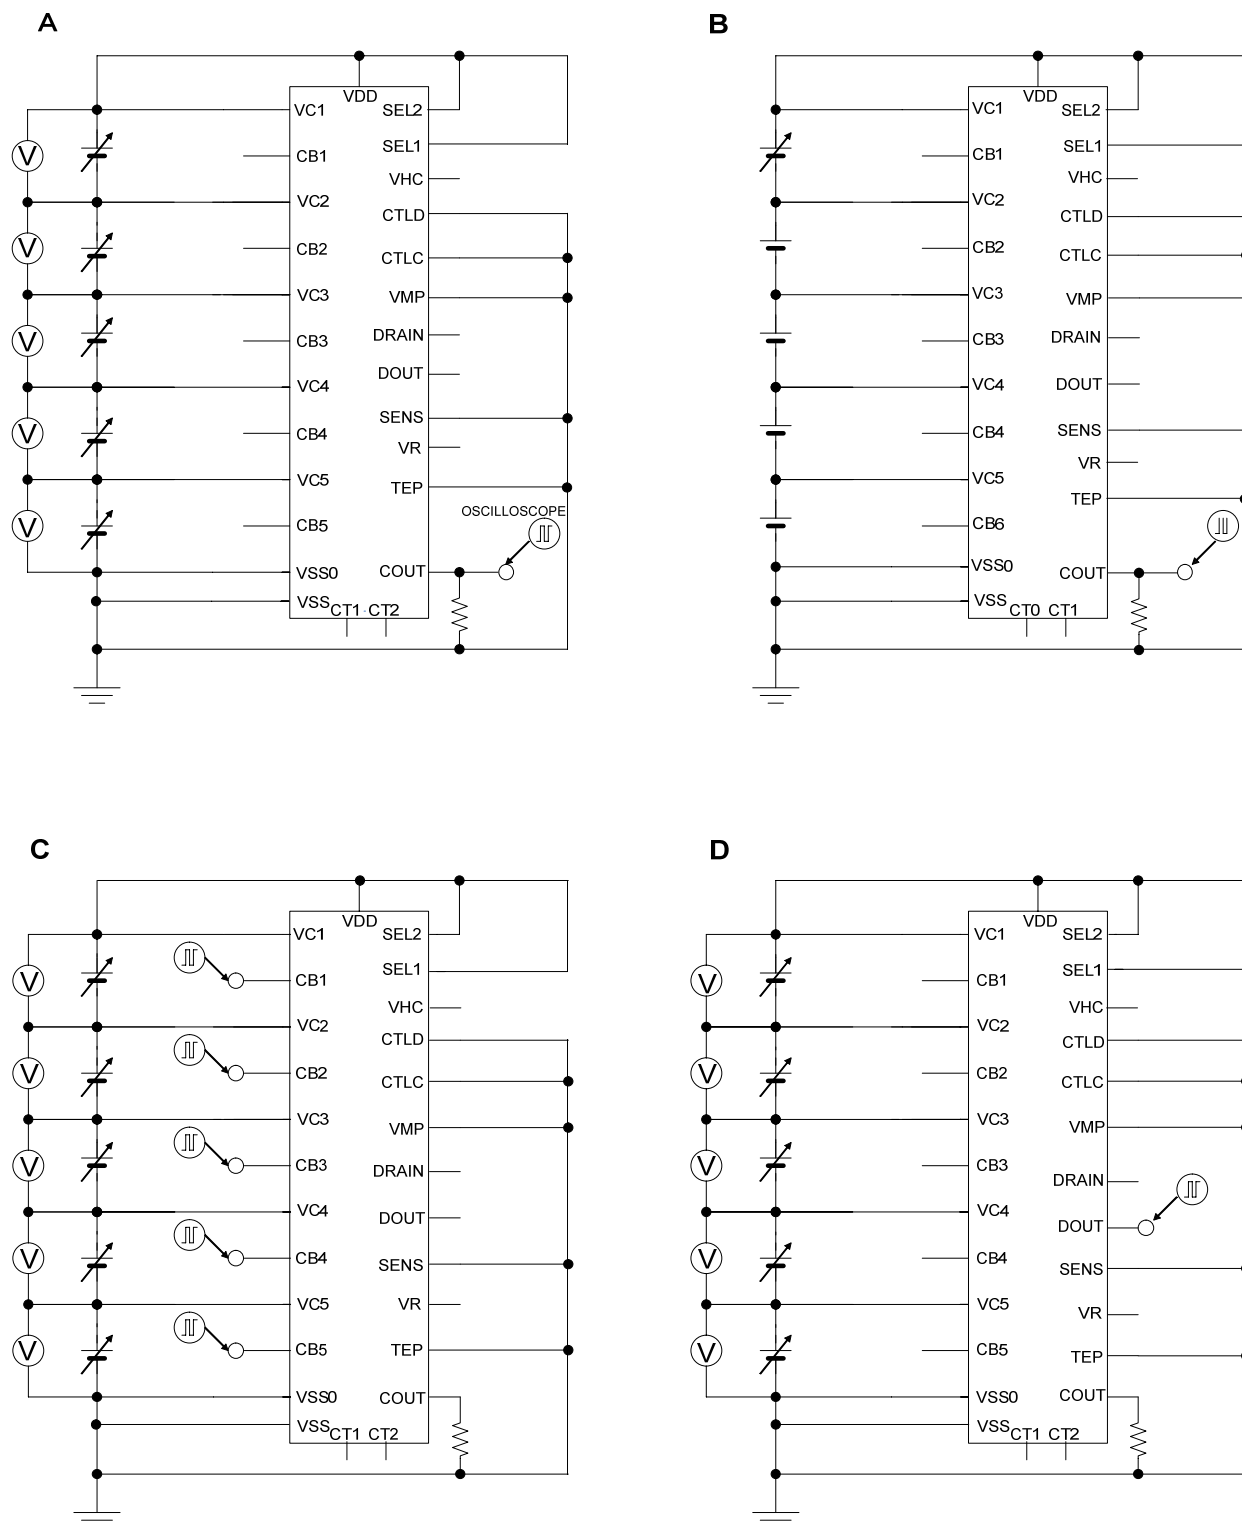 A
VDD
VC1
SEL2
V
CB1
SEL1
VHC
VC2
CTLD
V
CB2
CTLC
VC3
VMP
V
CB3
DRAIN
DOUT
VC4
V
CB4
SENS
VR
VC5
TEP
OSCILLOSCOPE
V
CB5
VSS0
COUT
VSS
CT1
CT2
B
VDD
VC1
SEL2
CB1
SEL1
VHC
VC2
CTLD
CB2
CTLC
VC3
VMP
CB3
DRAIN
VC4
DOUT
CB4
SENS
VR
VC5
TEP
CB6
VSS0
COUT
VSS
CT0
CT1
C
VDD
VC1
SEL2
V
CB1
SEL1
VHC
VC2
CTLD
V
CB2
CTLC
VC3
VMP
V
CB3
DRAIN
VC4
DOUT
V
CB4
SENS
VC5
VR
V
CB5
TEP
VSS0
COUT
VSS
CT1
CT2
D
VDD
VC1
SEL2
V
CB1
SEL1
VHC
VC2
CTLD
V
CB2
CTLC
VC3
VMP
V
CB3
DRAIN
VC4
DOUT
V
CB4
SENS
VC5
VR
V
CB5
TEP
VSS0
COUT
VSS
CT1
CT2